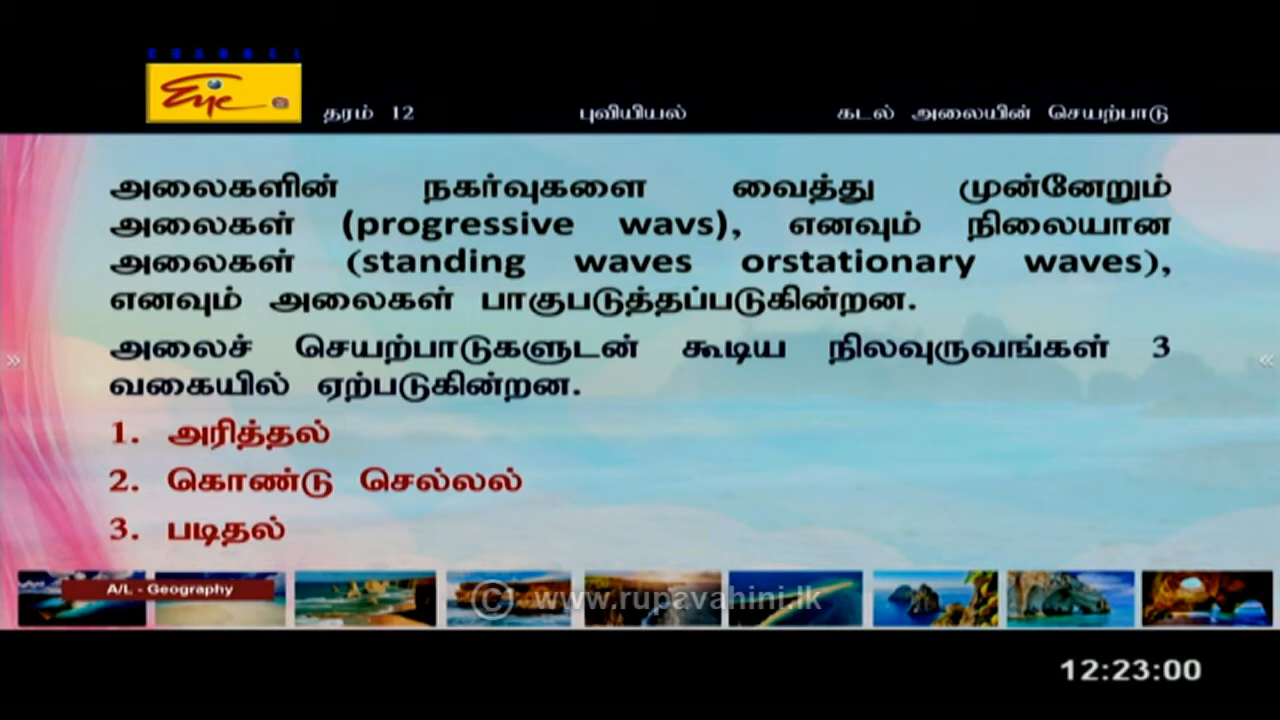 CHANNEL
Eye
தரம் 12 புவியியல் கடல் அலையின் செயற்பாடு
அலைகளின் நகர்வுகளை வைத்து முன்னேறும்
அலைகள் (progressive wavs), எனவும் நிலையான
அலைகள் (standing waves orstationary waves),
எனவும் அலைகள் பாகுபடுத்தப்படுகின்றன.
அலைச் செயற்பாடுகளுடன் கூடிய நிலவுருவங்கள் 3
வகையில் ஏற்படுகின்றன.
1. அரித்தல்
2. கொண்டு செல்லல்
3. படிதல்
A/L - Geography
© www.rupavahini.lk
12:23:00